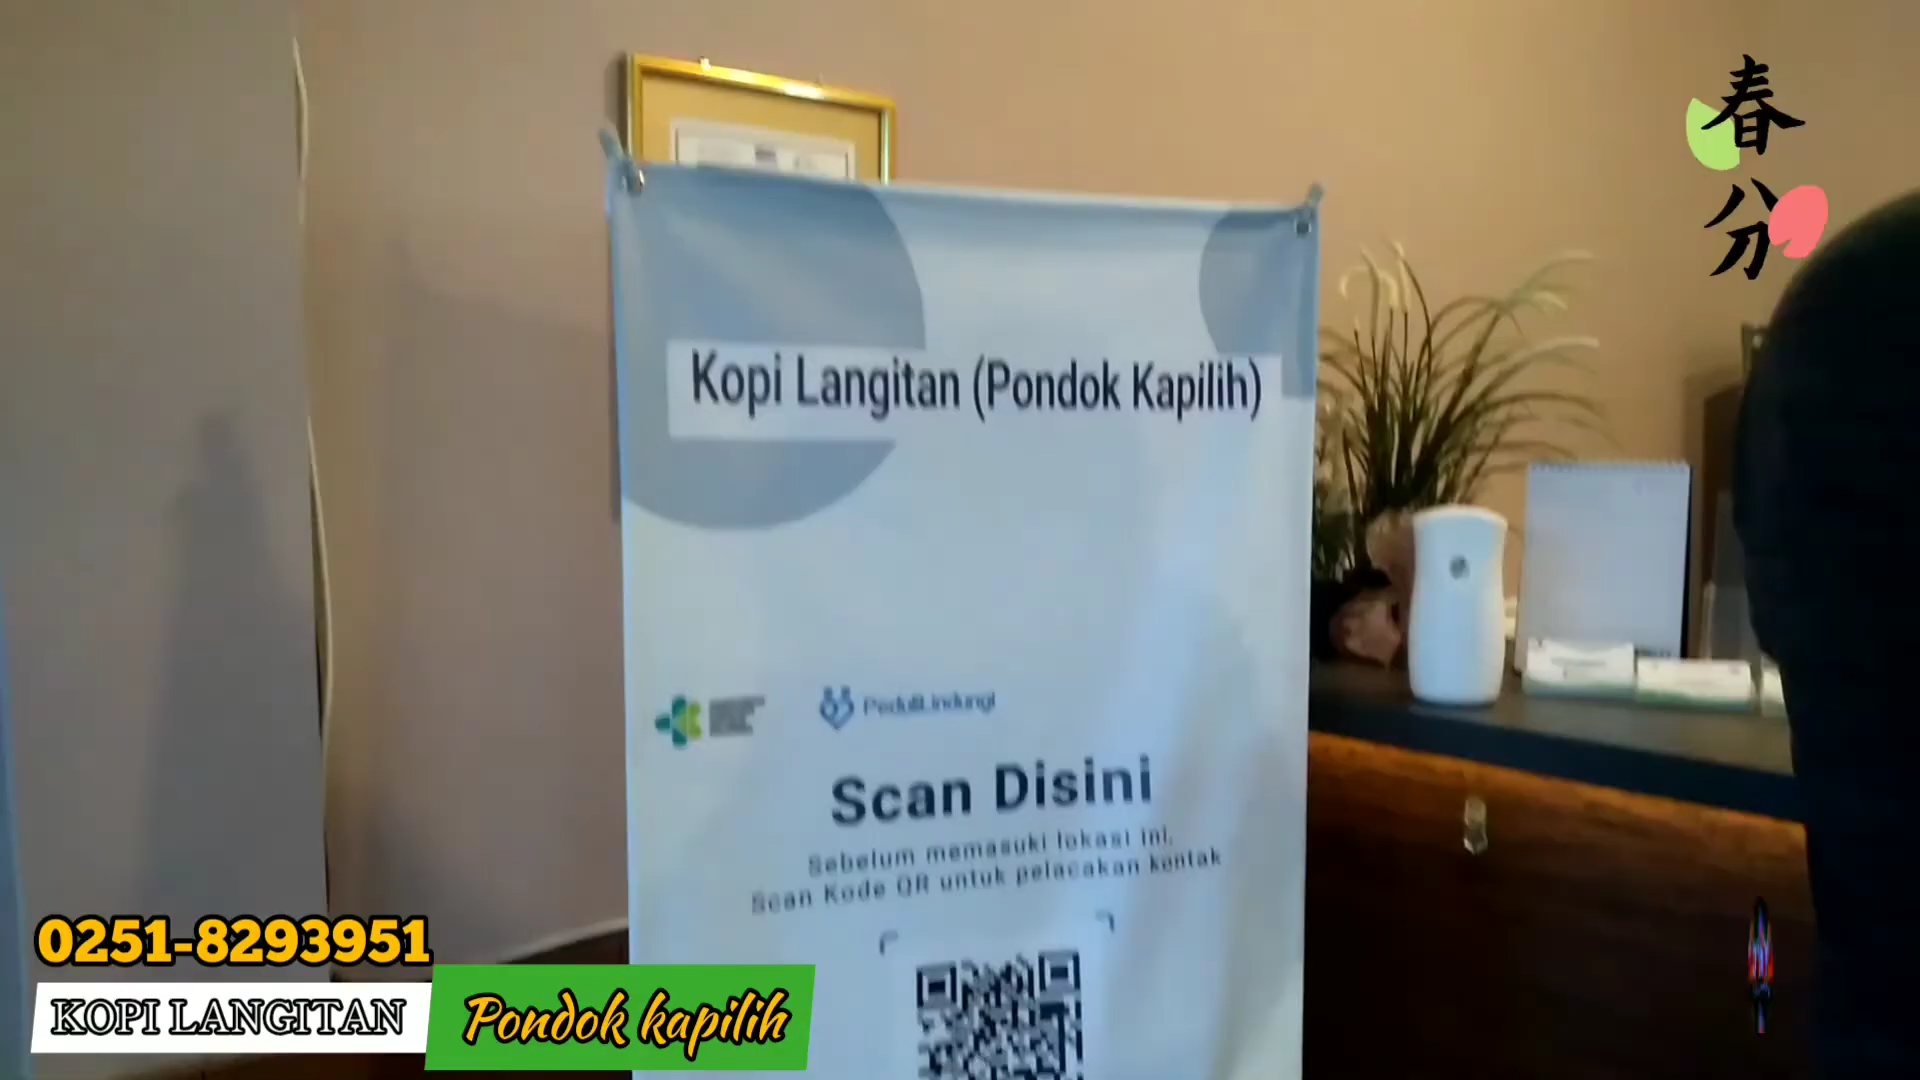 春
分
Kopi Langitan (Pondok Kapilih)
PeduliLindungi
Scan Disini
Sebelum memasuki lokasi ini,
Scan Kode QR untuk pelacakan kontak
0251-8293951
KOPI LANGITAN
Pondok kapilih